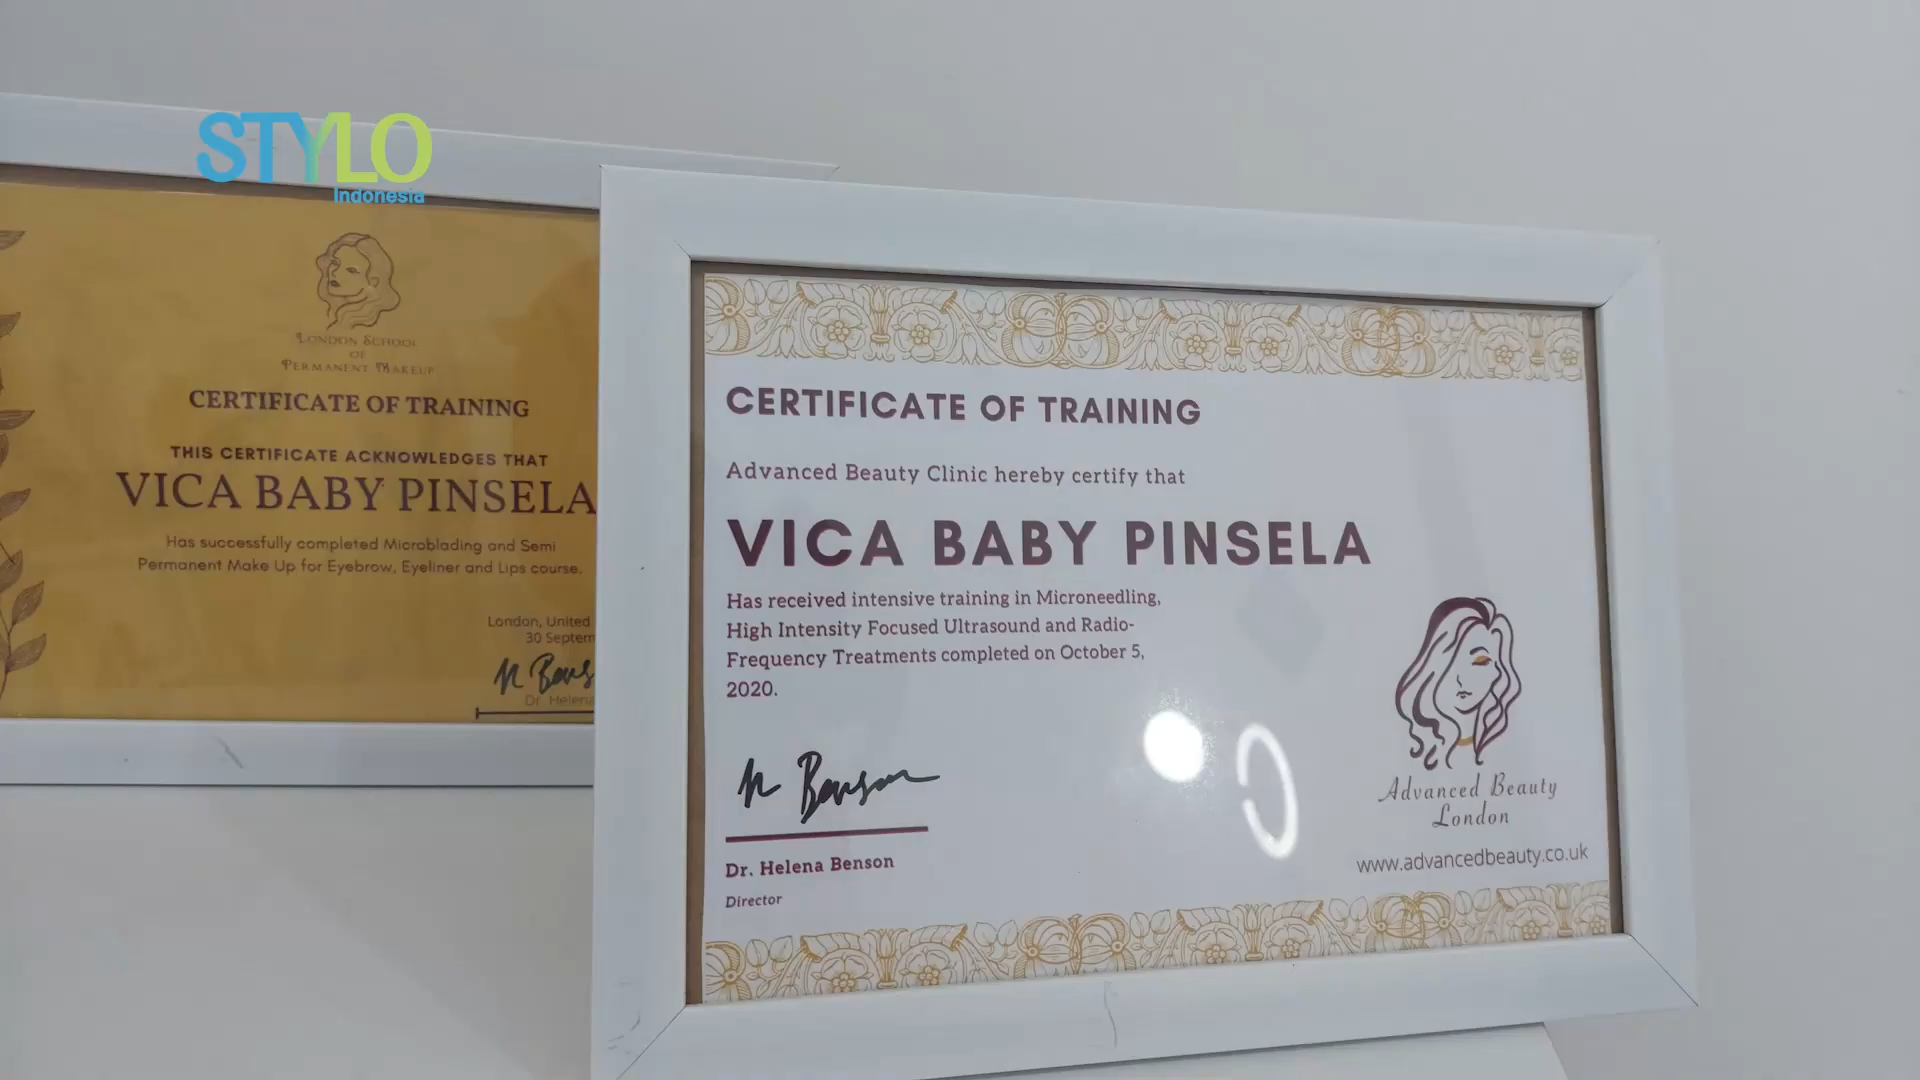 STYLO
Indonesia
LONDON SCHOOL
OF
PERMANENT MAKEUP
CERTIFICATE OF TRAINING
THIS CERTIFICATE ACKNOWLEDGES THAT
VICA BABY PINSELA
Has successfully completed Microblading and Semi
Permanent Make Up for Eyebrow, Eyeliner and Lips course.
London, United
30
Dr. Helena
CERTIFICATE OF TRAINING
Advanced Beauty Clinic hereby certify that
VICA BABY PINSELA
Has received intensive training in Microneedling,
High Intensity Focused Ultrasound and Radio-
Frequency Treatments completed on October 5,
2020.
Dr. Helena Benson
Director
Advanced Beauty
London
www.advancedbeauty.co.uk